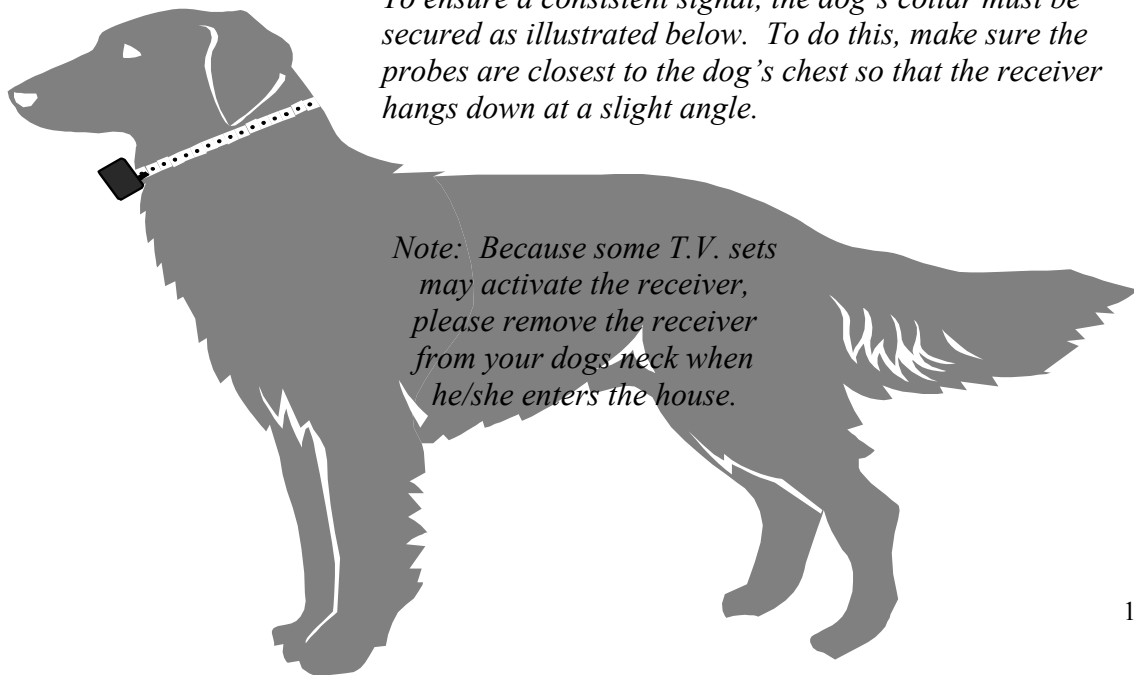 To ensure a consistent signal, the dog’s collar must be
secured as illustrated below.  To do this, make sure the
probes are closest to the dog’s chest so that the receiver
hangs down at a slight angle.
Note:  Because some T.V. sets
may activate the receiver,
please remove the receiver
from your dogs neck when
he/she enters the house.
1